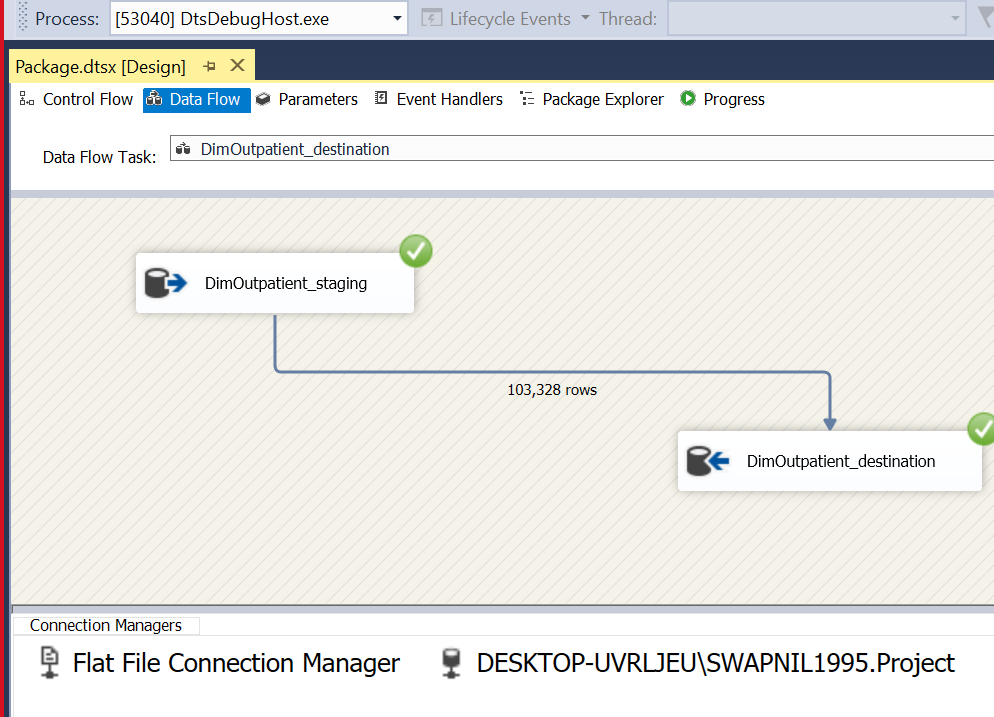 Process: [53040] DtsDebugHost.exe Lifecycle Events Thread:
Package.dtsx [Design]
Control Flow Data Flow Parameters Event Handlers Package Explorer Progress
Data Flow Task: DimOutpatient_destination
DimOutpatient_staging
103,328 rows
DimOutpatient_destination
Connection Managers
Flat File Connection Manager DESKTOP-UVRLJEU\SWAPNIL1995.Project